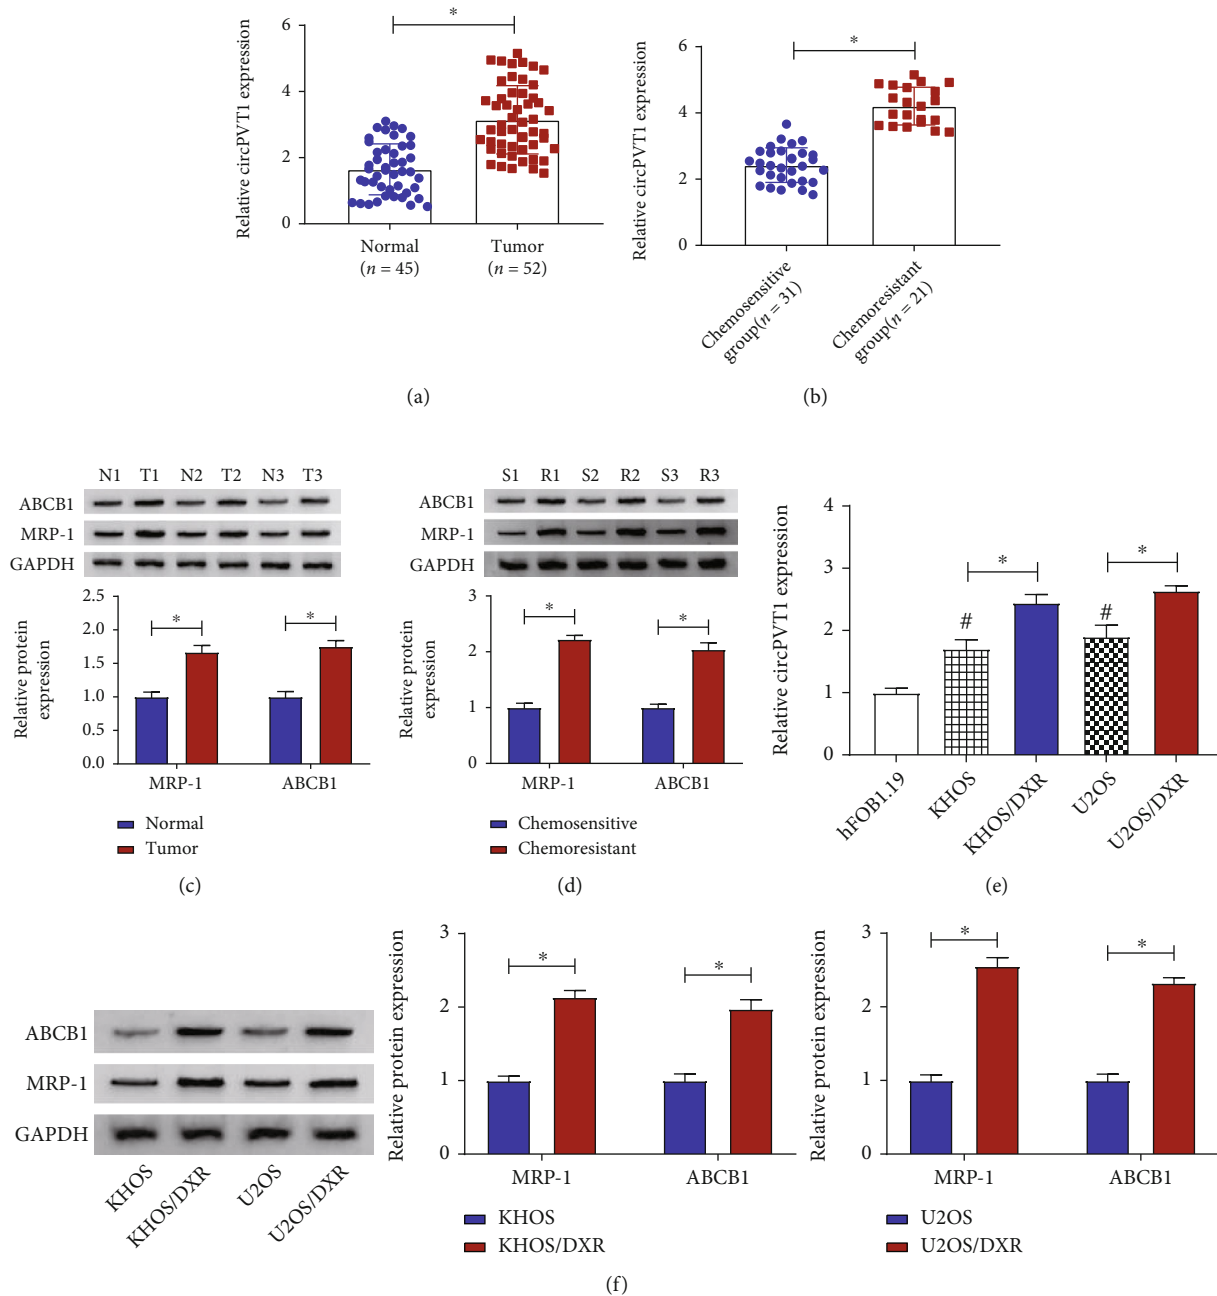 Relative circPVT1 expression
6
4
2
0
*
Normal
(n = 45)
Tumor
(n = 52)
(a)
Relative circPVT1 expression
6
4
2
0
*
Chemosensitive
group(n = 31)
Chemoresistant
group(n = 21)
(b)
N1 T1 N2 T2 N3 T3
ABCB1
MRP-1
GAPDH
Relative protein
expression
2.5
2.0
1.5
1.0
0.5
0.0
* *
MRP-1 ABCB1
Normal
Tumor
(c)
S1 R1 S2 R2 S3 R3
ABCB1
MRP-1
GAPDH
Relative protein
expression
3
2
1
0
* *
MRP-1 ABCB1
Chemosensitive
Chemoresistant
(d)
Relative circPVT1 expression
4
3
2
1
0
# * # *
hFOB1.19
KHOS
KHOS/DXR
U2OS
U2OS/DXR
(e)
ABCB1
MRP-1
GAPDH
KHOS
KHOS/DXR
U2OS
U2OS/DXR
Relative protein expression
3
2
1
0
* *
MRP-1 ABCB1
KHOS
KHOS/DXR
Relative protein expression
3
2
1
0
* *
MRP-1 ABCB1
U2OS
U2OS/DXR
(f)